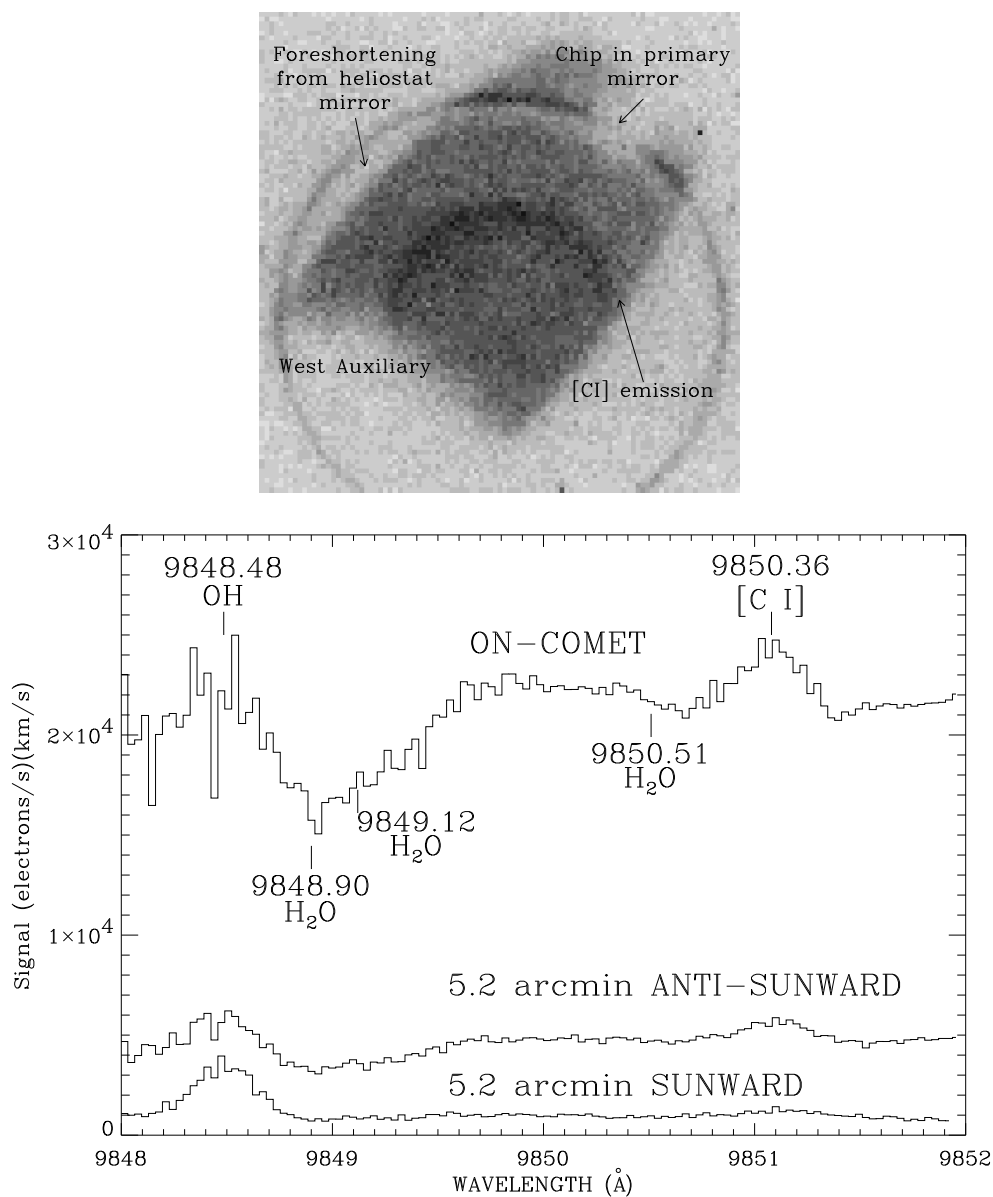 Foreshortening
from heliostat
mirror
Chip in primary
mirror
West Auxiliary
[CI] emission
3×10⁴
2×10⁴
1×10⁴
0
Signal (electrons/s)(km/s)
9848.48
OH
9850.36
[C I]
ON−COMET
9850.51
H₂O
9849.12
H₂O
9848.90
H₂O
5.2 arcmin ANTI−SUNWARD
5.2 arcmin SUNWARD
9848 9849 9850 9851 9852
WAVELENGTH (Å)